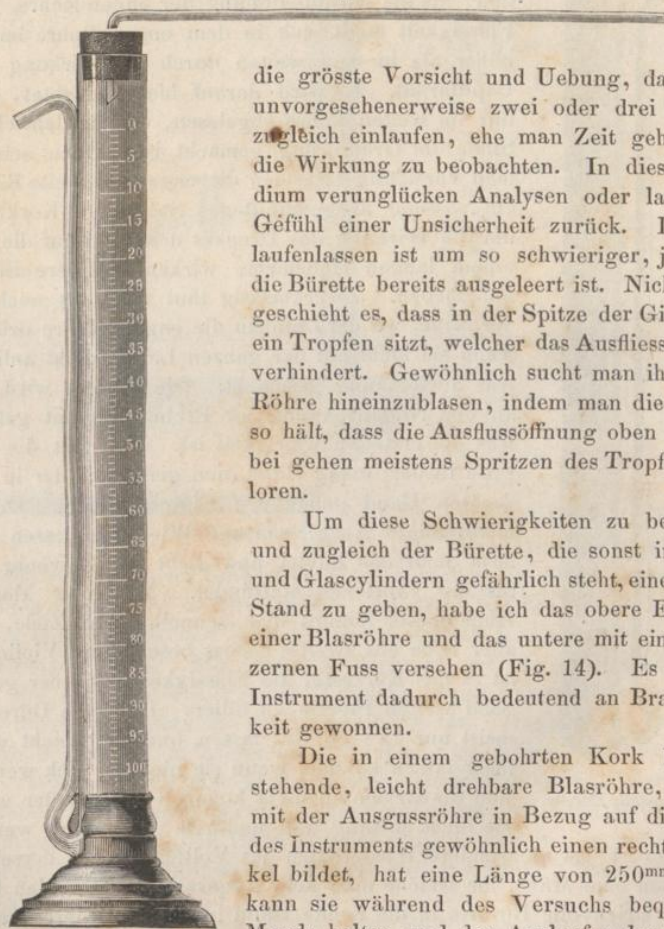 die grösste Vorsicht und Uebung, da
unvorgesehenerweise zwei oder drei
zugleich einlaufen, ehe man Zeit geh
die Wirkung zu beobachten. In dies
dium verunglücken Analysen oder la
Gefühl einer Unsicherheit zurück.
laufenlassen ist um so schwieriger, j
die Bürette bereits ausgeleert ist. Nic
geschieht es, dass in der Spitze der Gi
ein Tropfen sitzt, welcher das Ausfliess
verhindert. Gewöhnlich sucht man ih
Röhre hineinzublasen, indem man die
so hält, dass die Ausflussöffnung oben
bei gehen meistens Spritzen des Tropf
loren.
Um diese Schwierigkeiten zu be
und zugleich der Bürette, die sonst i
und Glascylindern gefährlich steht, eine
Stand zu geben, habe ich das obere E
einer Blasröhre und das untere mit ein
zernen Fuss versehen (Fig. 14). Es
Instrument dadurch bedeutend an Bra
keit gewonnen.
Die in einem gebohrten Kork
stehende, leicht drehbare Blasröhre,
mit der Ausgussröhre in Bezug auf di
des Instruments gewöhnlich einen recht
kel bildet, hat eine Länge von 250mm
kann sie während des Versuchs beq
0
5
10
15
20
25
30
35
40
45
50
55
60
65
70
75
80
85
90
95
100